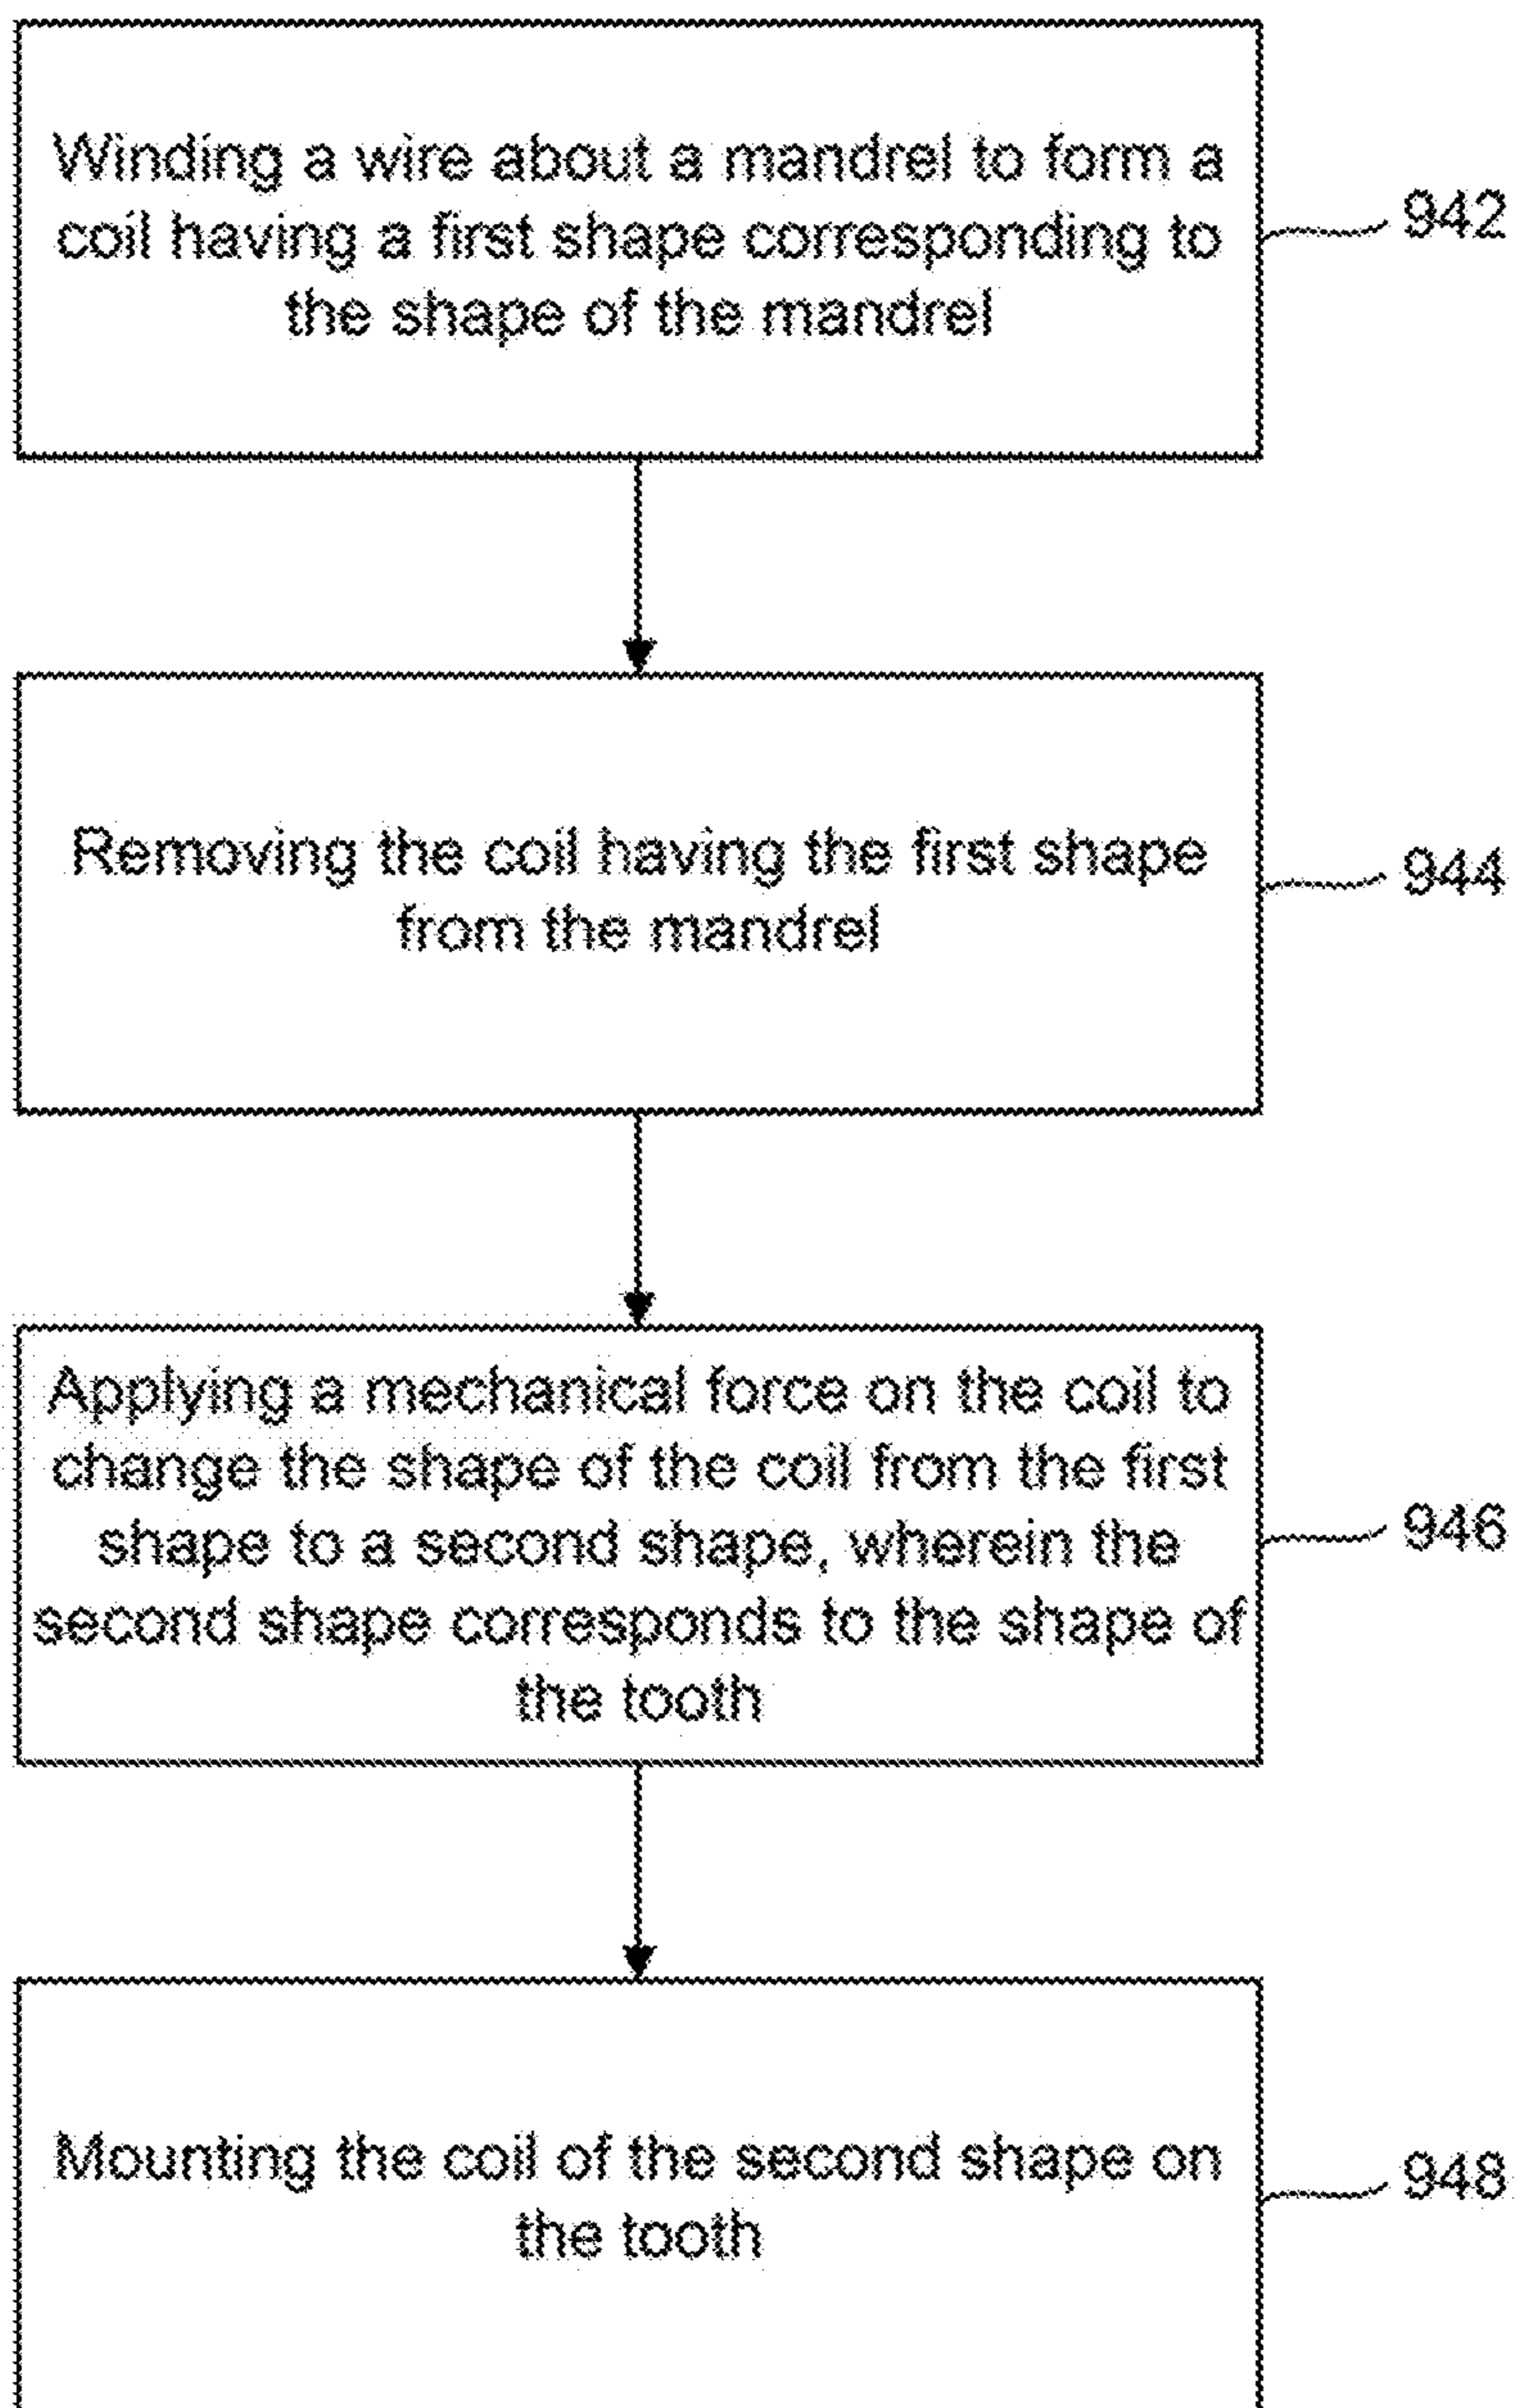 Winding a wire about a mandrel to form a
coil having a first shape corresponding to
the shape of the mandrel
942
Removing the coil having the first shape
from the mandrel
944
Applying a mechanical force on the coil to
change the shape of the coil from the first
shape to a second shape, wherein the
second shape corresponds to the shape of
the tooth
946
Mounting the coil of the second shape on
the tooth
948